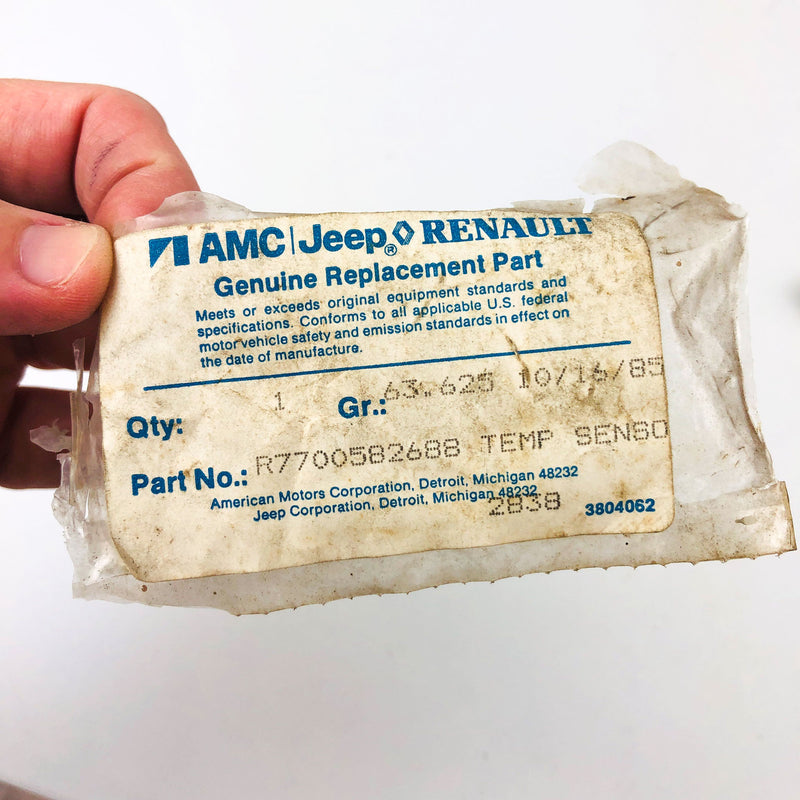 AMC | Jeep® RENAULT
Genuine Replacement Part
Meets or exceeds original equipment standards and
specifications. Conforms to all applicable U.S. federal
motor vehicle safety and emission standards in effect on
the date of manufacture.
Qty: 1 Gr.: 63.625 10/16/85
Part No.: R7700582688 TEMP SENSO
American Motors Corporation, Detroit, Michigan 48232
Jeep Corporation, Detroit, Michigan 48232
2838 3804062